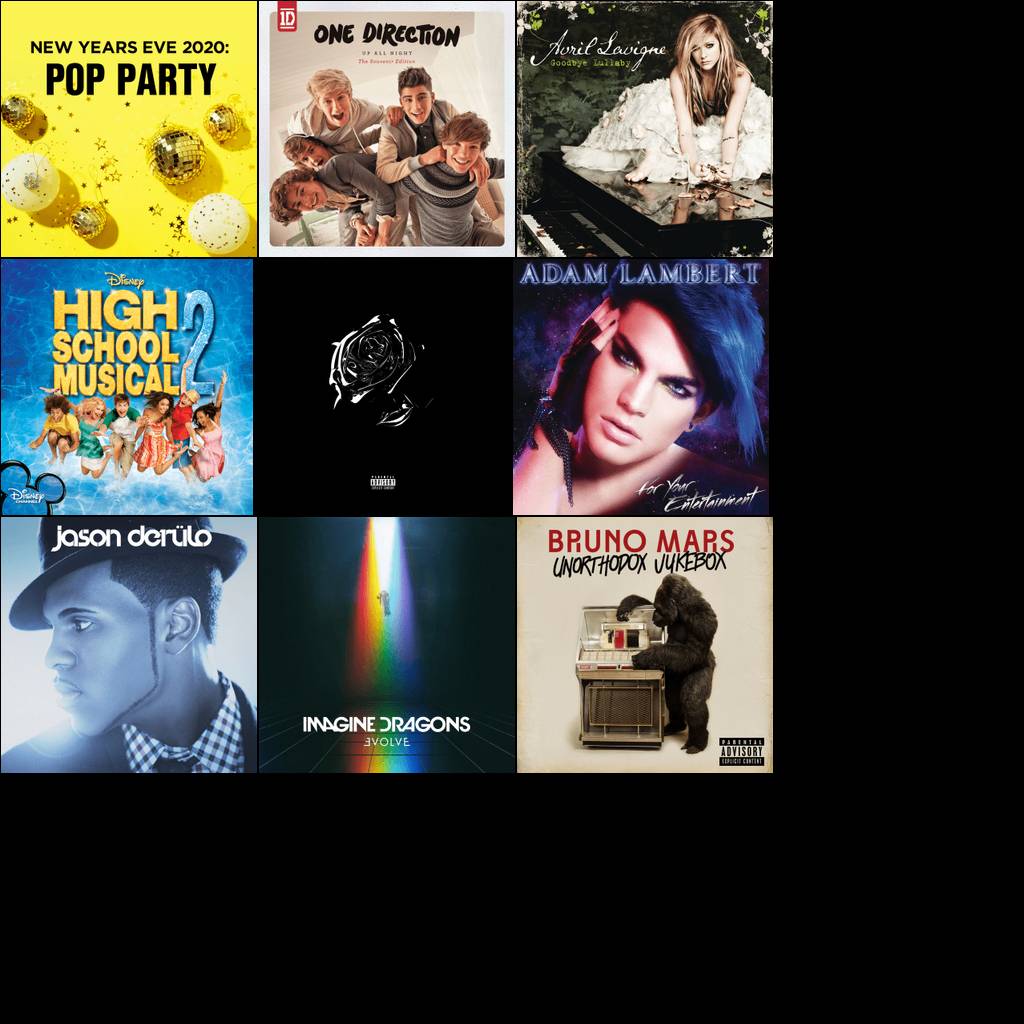 NEW YEARS EVE 2020:
POP PARTY
1D
ONE DIRECTION
UP ALL NIGHT
The Souvenir Edition
Avril Lavigne
Goodbye Lullaby
Disney
HIGH
SCHOOL
MUSICAL 2
Disney
CHANNEL
PARENTAL
ADVISORY
EXPLICIT CONTENT
ADAM LAMBERT
For Your
Entertainment
jason derülo
IMAGINE DRAGONS
EVOLVE
BRUNO MARS
UNORTHODOX JUKEBOX
PARENTAL
ADVISORY
EXPLICIT CONTENT